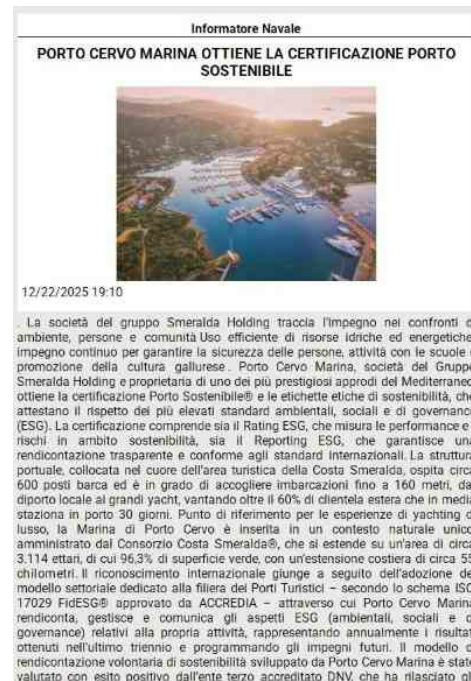 Informatore Navale
PORTO CERVO MARINA OTTIENE LA CERTIFICAZIONE PORTO
SOSTENIBILE
12/22/2025 19:10
. La società del gruppo Smeralda Holding traccia l'impegno nei confronti d
ambiente, persone e comunità Uso efficiente di risorse idriche ed energetiche
impegno continuo per garantire la sicurezza delle persone, attività con le scuole
promozione della cultura gallurese . Porto Cervo Marina, società del Gruppo
Smeralda Holding e proprietaria di uno dei più prestigiosi approdi del Mediterraneo
ottiene la certificazione Porto Sostenibile® e le etichette etiche di sostenibilità, che
attestano il rispetto dei più elevati standard ambientali, sociali e di governance
(ESG). La certificazione comprende sia il Rating ESG, che misura le performance e
rischi in ambito sostenibilità, sia il Reporting ESG, che garantisce una
rendicontazione trasparente e conforme agli standard internazionali. La struttura
portuale, collocata nel cuore dell'area turistica della Costa Smeralda, ospita circa
600 posti barca ed è in grado di accogliere imbarcazioni fino a 160 metri, dal
diporto locale ai grandi yacht, vantando oltre il 60% di clientela estera che in media
staziona in porto 30 giorni. Punto di riferimento per le esperienze di yachting d
lusso, la Marina di Porto Cervo è inserita in un contesto naturale unico
amministrato dal Consorzio Costa Smeralda®, che si estende su un'area di circa
3.114 ettari, di cui 96,3% di superficie verde, con un'estensione costiera di circa 55
chilometri. Il riconoscimento internazionale giunge a seguito dell'adozione de
modello settoriale dedicato alla filiera dei Porti Turistici – secondo lo schema ISO
17029 FidESG® approvato da ACCREDIA – attraverso cui Porto Cervo Marina
rendiconta, gestisce e comunica gli aspetti ESG (ambientali, sociali e d
governance) relativi alla propria attività, rappresentando annualmente i risultat
ottenuti nell'ultimo triennio e programmando gli impegni futuri. Il modello d
rendicontazione volontaria di sostenibilità sviluppato da Porto Cervo Marina è stato
valutato con esito positivo dall'ente terzo accreditato DNV, che ha rilasciato di